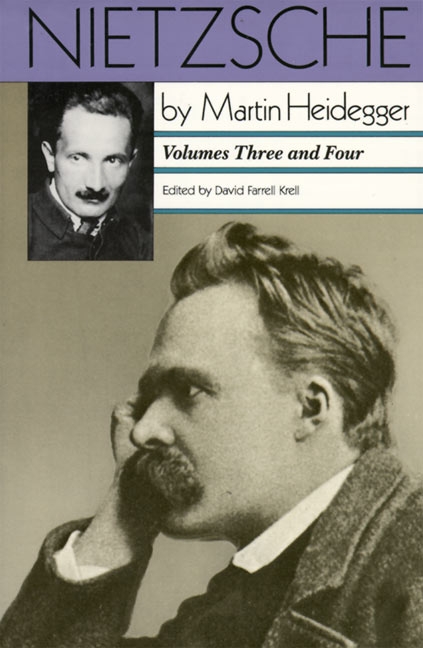 NIETZSCHE
by Martin Heidegger
Volumes Three and Four
Edited by David Farrell Krell